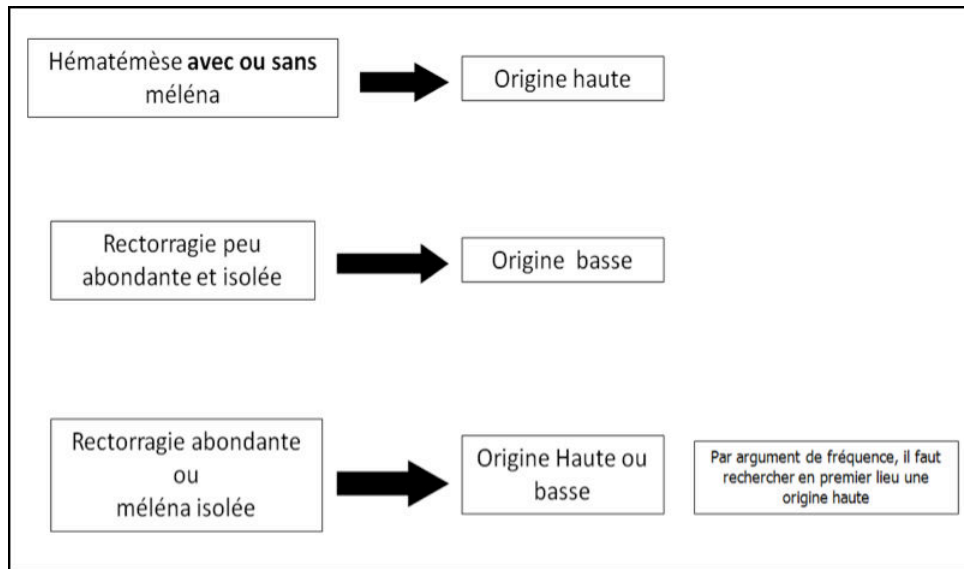 Hématémèse avec ou sans
méléna
Origine haute
Rectorragie peu
abondante et isolée
Origine basse
Rectorragie abondante
ou
méléna isolée
Origine Haute ou
basse
Par argument de fréquence, il faut
rechercher en premier lieu une
origine haute